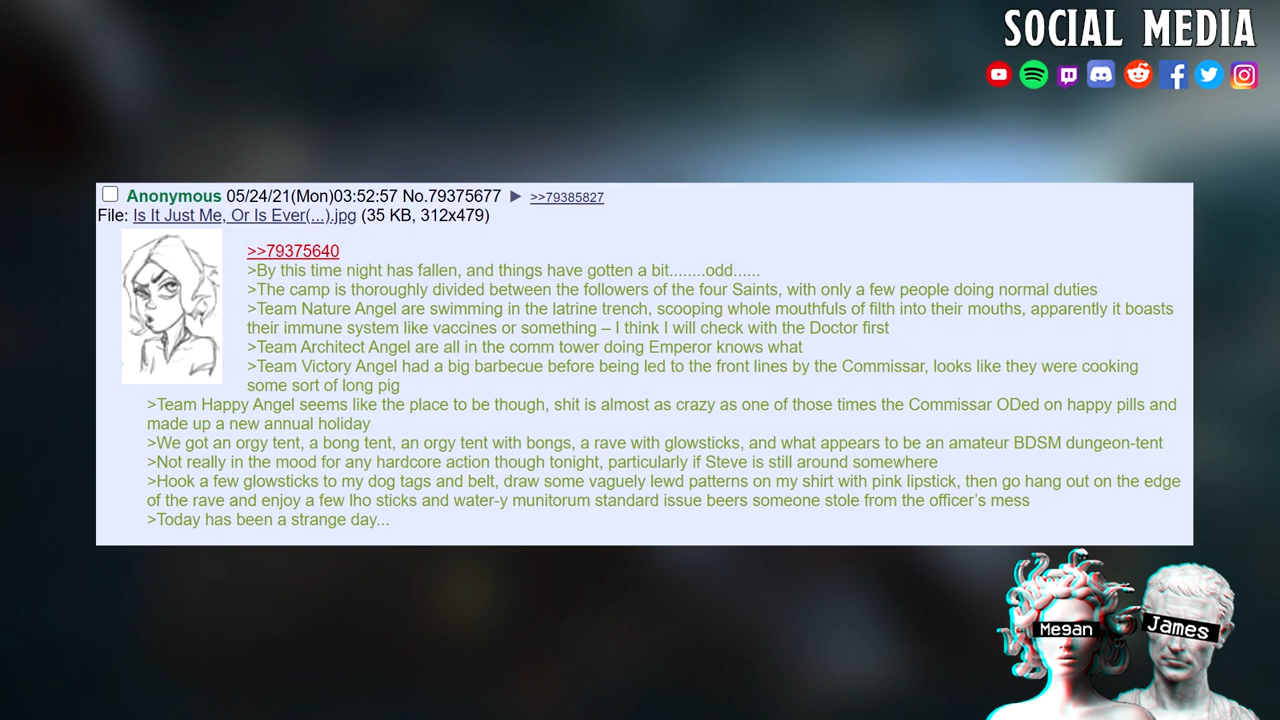 SOCIAL MEDIA
Anonymous 05/24/21(Mon)03:52:57 No.79375677 ▶ >>79385827
File: Is It Just Me, Or Is Ever(...).jpg (35 KB, 312x479)
>>79375640
>By this time night has fallen, and things have gotten a bit........odd......
>The camp is thoroughly divided between the followers of the four Saints, with only a few people doing normal duties
>Team Nature Angel are swimming in the latrine trench, scooping whole mouthfuls of filth into their mouths, apparently it boasts
their immune system like vaccines or something – I think I will check with the Doctor first
>Team Architect Angel are all in the comm tower doing Emperor knows what
>Team Victory Angel had a big barbecue before being led to the front lines by the Commissar, looks like they were cooking
some sort of long pig
>Team Happy Angel seems like the place to be though, shit is almost as crazy as one of those times the Commissar ODed on happy pills and
made up a new annual holiday
>We got an orgy tent, a bong tent, an orgy tent with bongs, a rave with glowsticks, and what appears to be an amateur BDSM dungeon-tent
>Not really in the mood for any hardcore action though tonight, particularly if Steve is still around somewhere
>Hook a few glowsticks to my dog tags and belt, draw some vaguely lewd patterns on my shirt with pink lipstick, then go hang out on the edge
of the rave and enjoy a few lho sticks and water-y munitorum standard issue beers someone stole from the officer's mess
>Today has been a strange day...
Megan
James